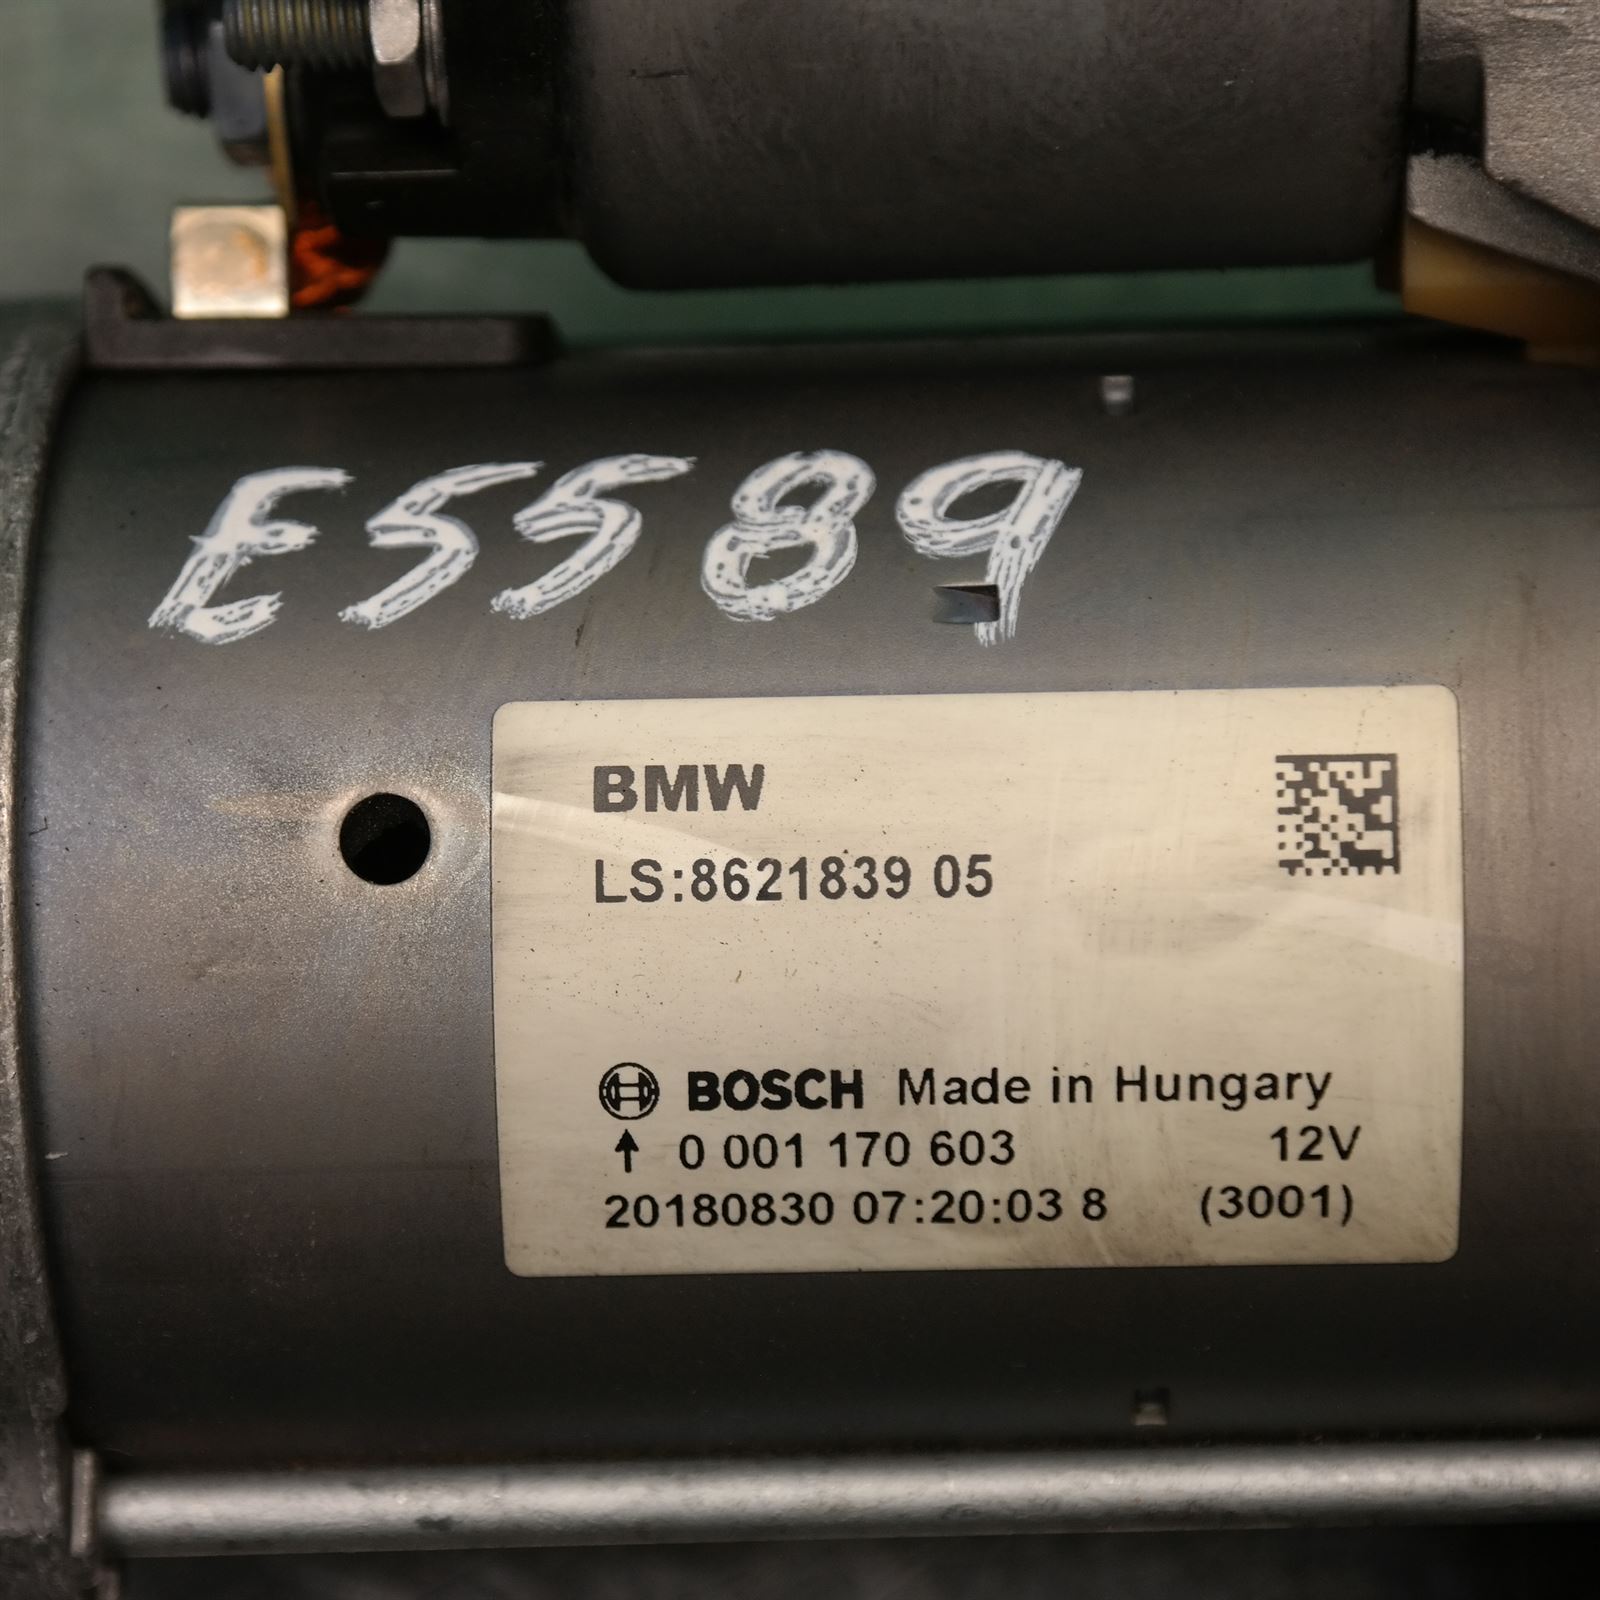 E5589
BMW
LS:8621839 05
BOSCH Made in Hungary
↑ 0 001 170 603 12V
20180830 07:20:03 8 (3001)